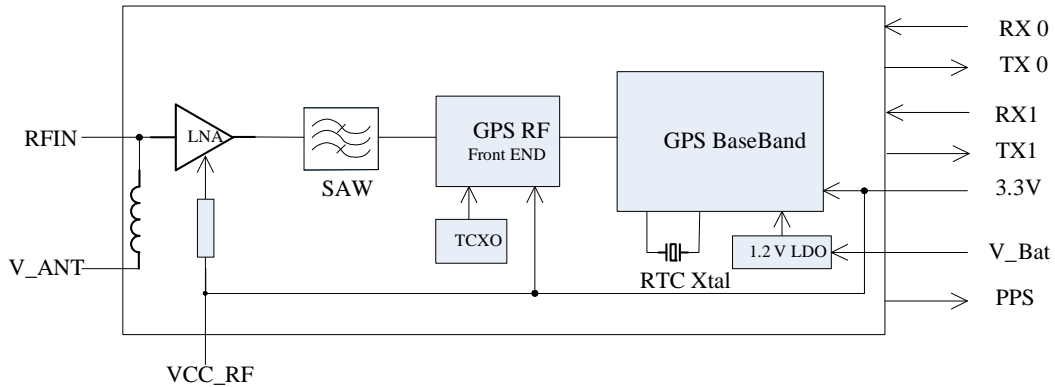 RX 0
TX 0
RFIN
LNA
SAW
GPS RF
Front END
GPS BaseBand
RX1
TX1
3.3V
TCXO
1.2 V LDO
V_ANT
V_Bat
RTC Xtal
PPS
VCC_RF